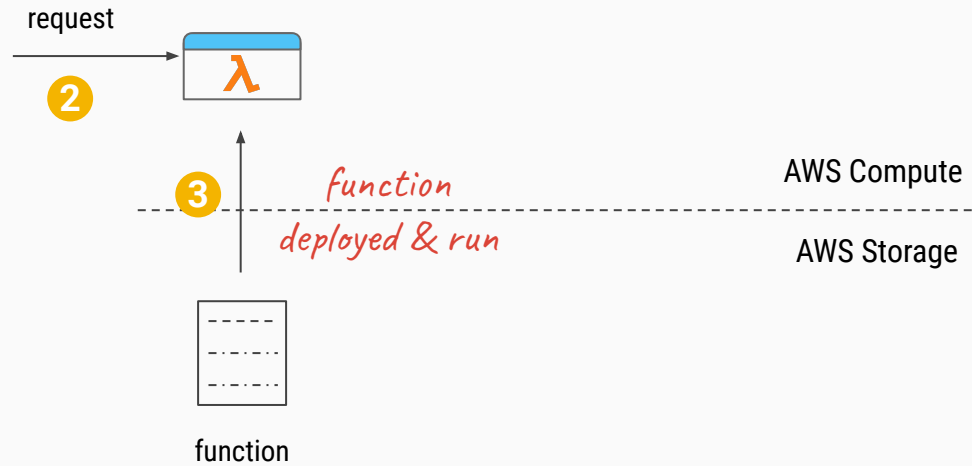 request
λ
2
AWS Compute
3
function
deployed & run
AWS Storage
function